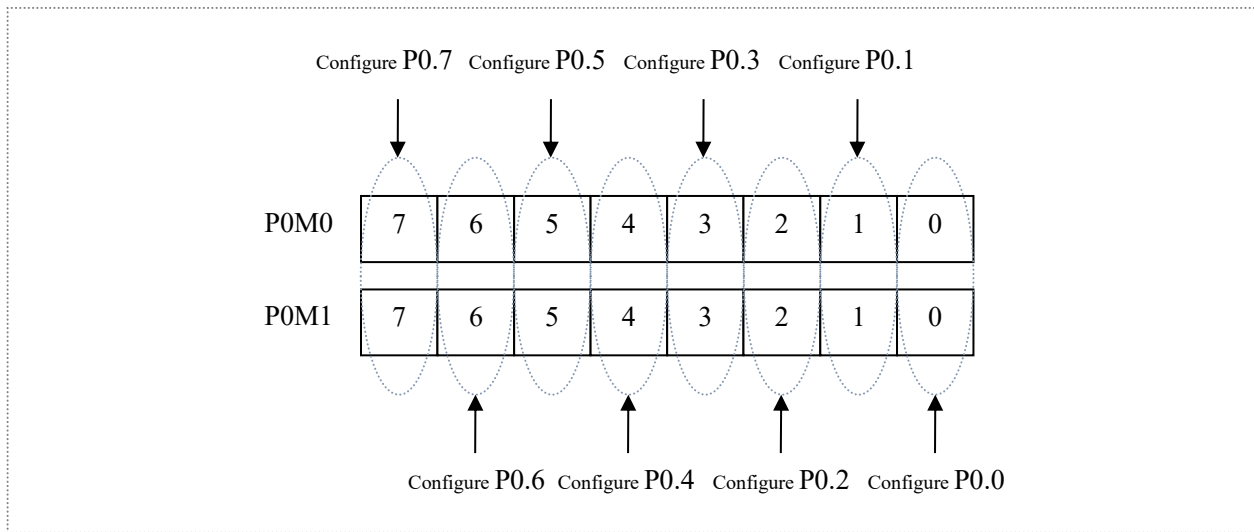 Configure P0.7 Configure P0.5 Configure P0.3 Configure P0.1
P0M0 7 6 5 4 3 2 1 0
P0M1 7 6 5 4 3 2 1 0
Configure P0.6 Configure P0.4 Configure P0.2 Configure P0.0